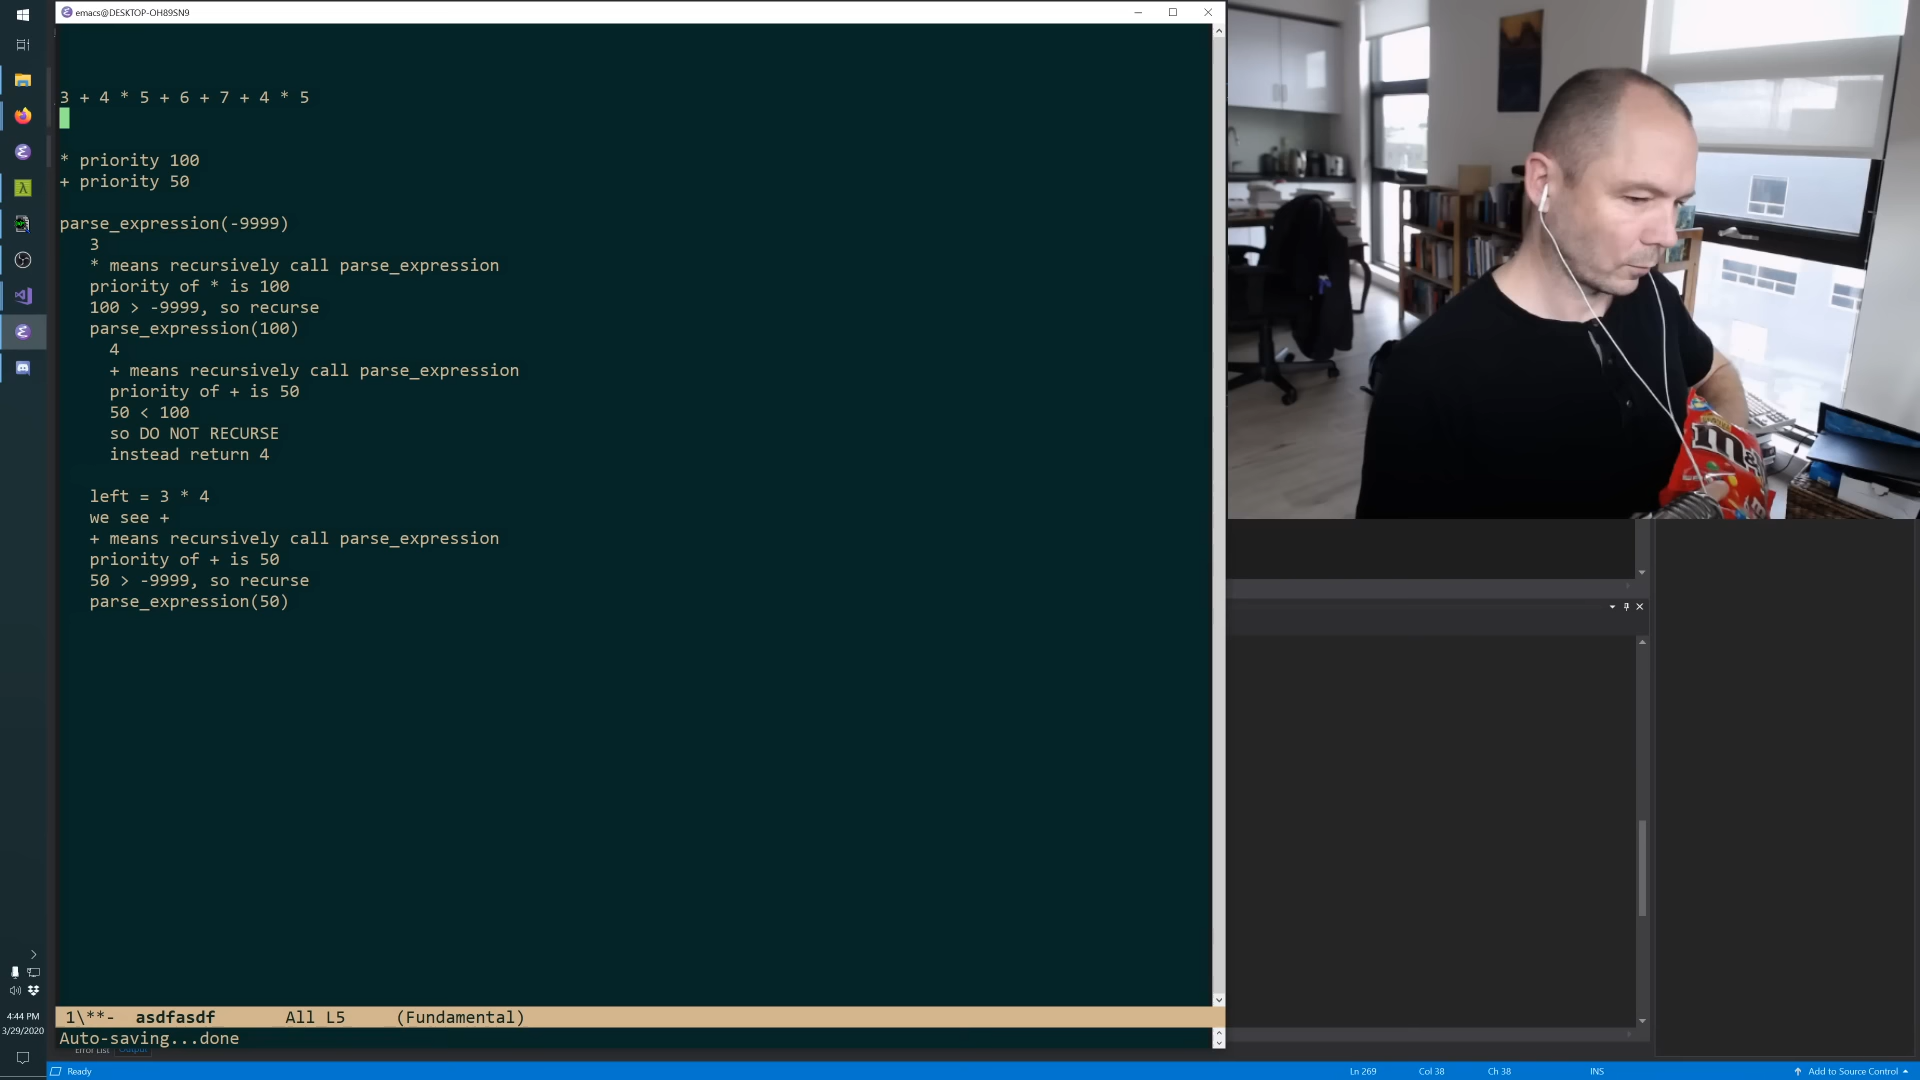 emacs@DESKTOP-OH89SN9
3 + 4 * 5 + 6 + 7 + 4 * 5
* priority 100
+ priority 50
parse_expression(-9999)
3
* means recursively call parse_expression
priority of * is 100
100 > -9999, so recurse
parse_expression(100)
4
+ means recursively call parse_expression
priority of + is 50
50 < 100
so DO NOT RECURSE
instead return 4
left = 3 * 4
we see +
+ means recursively call parse_expression
priority of + is 50
50 > -9999, so recurse
parse_expression(50)
1\**-  asdfasdf       All L5     (Fundamental)
Auto-saving...done
Error List Output
4:44 PM
3/29/2020
Ready Ln 269 Col 38 Ch 38 INS Add to Source Control